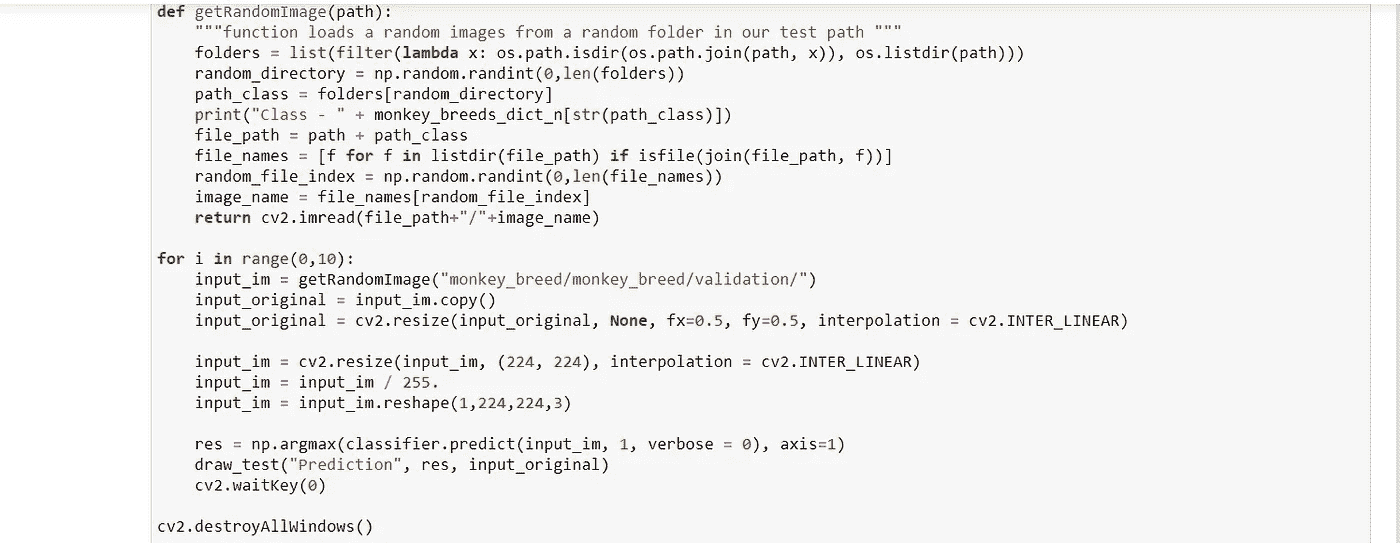 def getRandomImage(path):
    """function loads a random images from a random folder in our test path """
    folders = list(filter(lambda x: os.path.isdir(os.path.join(path, x)), os.listdir(path)))
    random_directory = np.random.randint(0,len(folders))
    path_class = folders[random_directory]
    print("Class - " + monkey_breeds_dict_n[str(path_class)])
    file_path = path + path_class
    file_names = [f for f in listdir(file_path) if isfile(join(file_path, f))]
    random_file_index = np.random.randint(0,len(file_names))
    image_name = file_names[random_file_index]
    return cv2.imread(file_path+"/"+image_name)

for i in range(0,10):
    input_im = getRandomImage("monkey_breed/monkey_breed/validation/")
    input_original = input_im.copy()
    input_original = cv2.resize(input_original, None, fx=0.5, fy=0.5, interpolation = cv2.INTER_LINEAR)

    input_im = cv2.resize(input_im, (224, 224), interpolation = cv2.INTER_LINEAR)
    input_im = input_im / 255.
    input_im = input_im.reshape(1,224,224,3)

    res = np.argmax(classifier.predict(input_im, 1, verbose = 0), axis=1)
    draw_test("Prediction", res, input_original)
    cv2.waitKey(0)

cv2.destroyAllWindows()